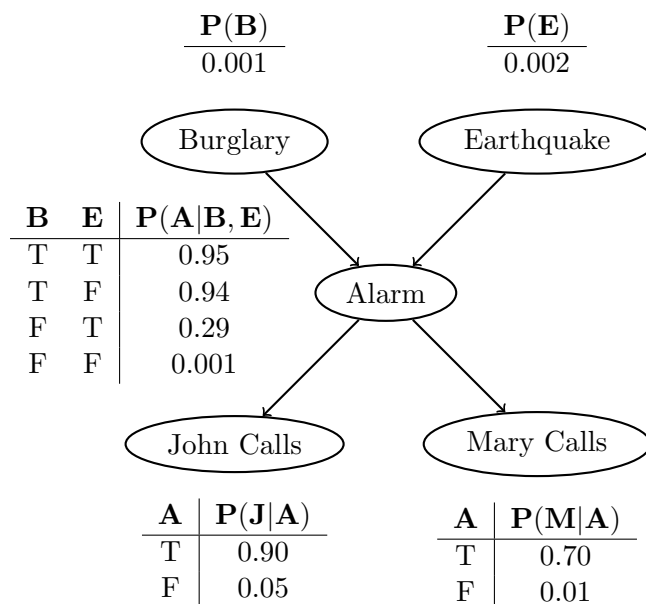 P(B)
0.001
P(E)
0.002
Burglary
Earthquake
B E P(A|B, E)
T T 0.95
T F 0.94
F T 0.29
F F 0.001
Alarm
John Calls
Mary Calls
A P(J|A)
T 0.90
F 0.05
A P(M|A)
T 0.70
F 0.01